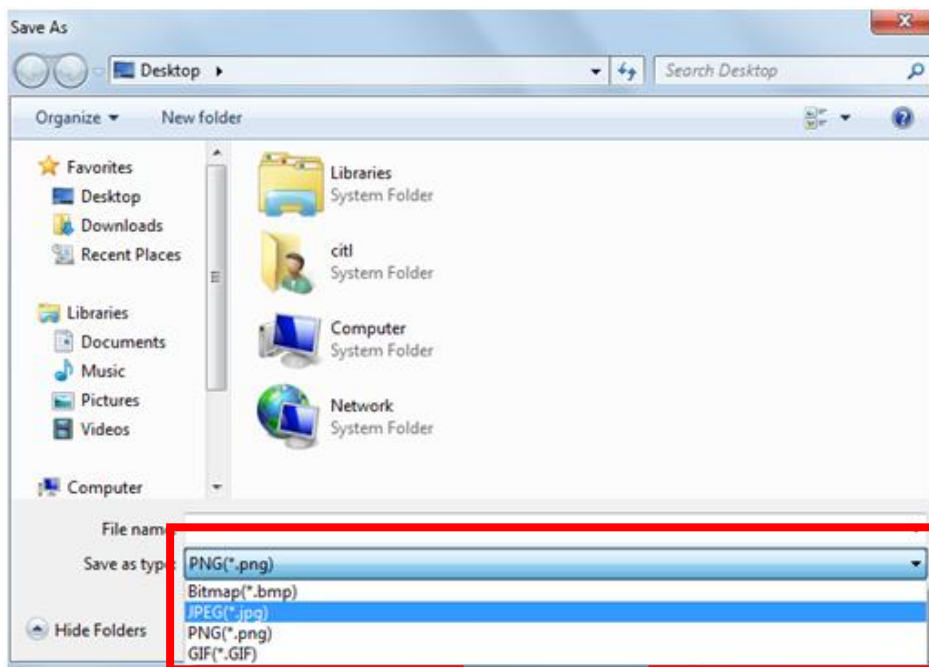 Save As
Desktop
Search Desktop
Organize
New folder
Favorites
Desktop
Downloads
Recent Places
Libraries
Documents
Music
Pictures
Videos
Computer
Libraries
System Folder
citl
System Folder
Computer
System Folder
Network
System Folder
File name
Save as type: PNG(*.png)
Bitmap(*.bmp)
JPEG(*.jpg)
PNG(*.png)
GIF(*.GIF)
Hide Folders